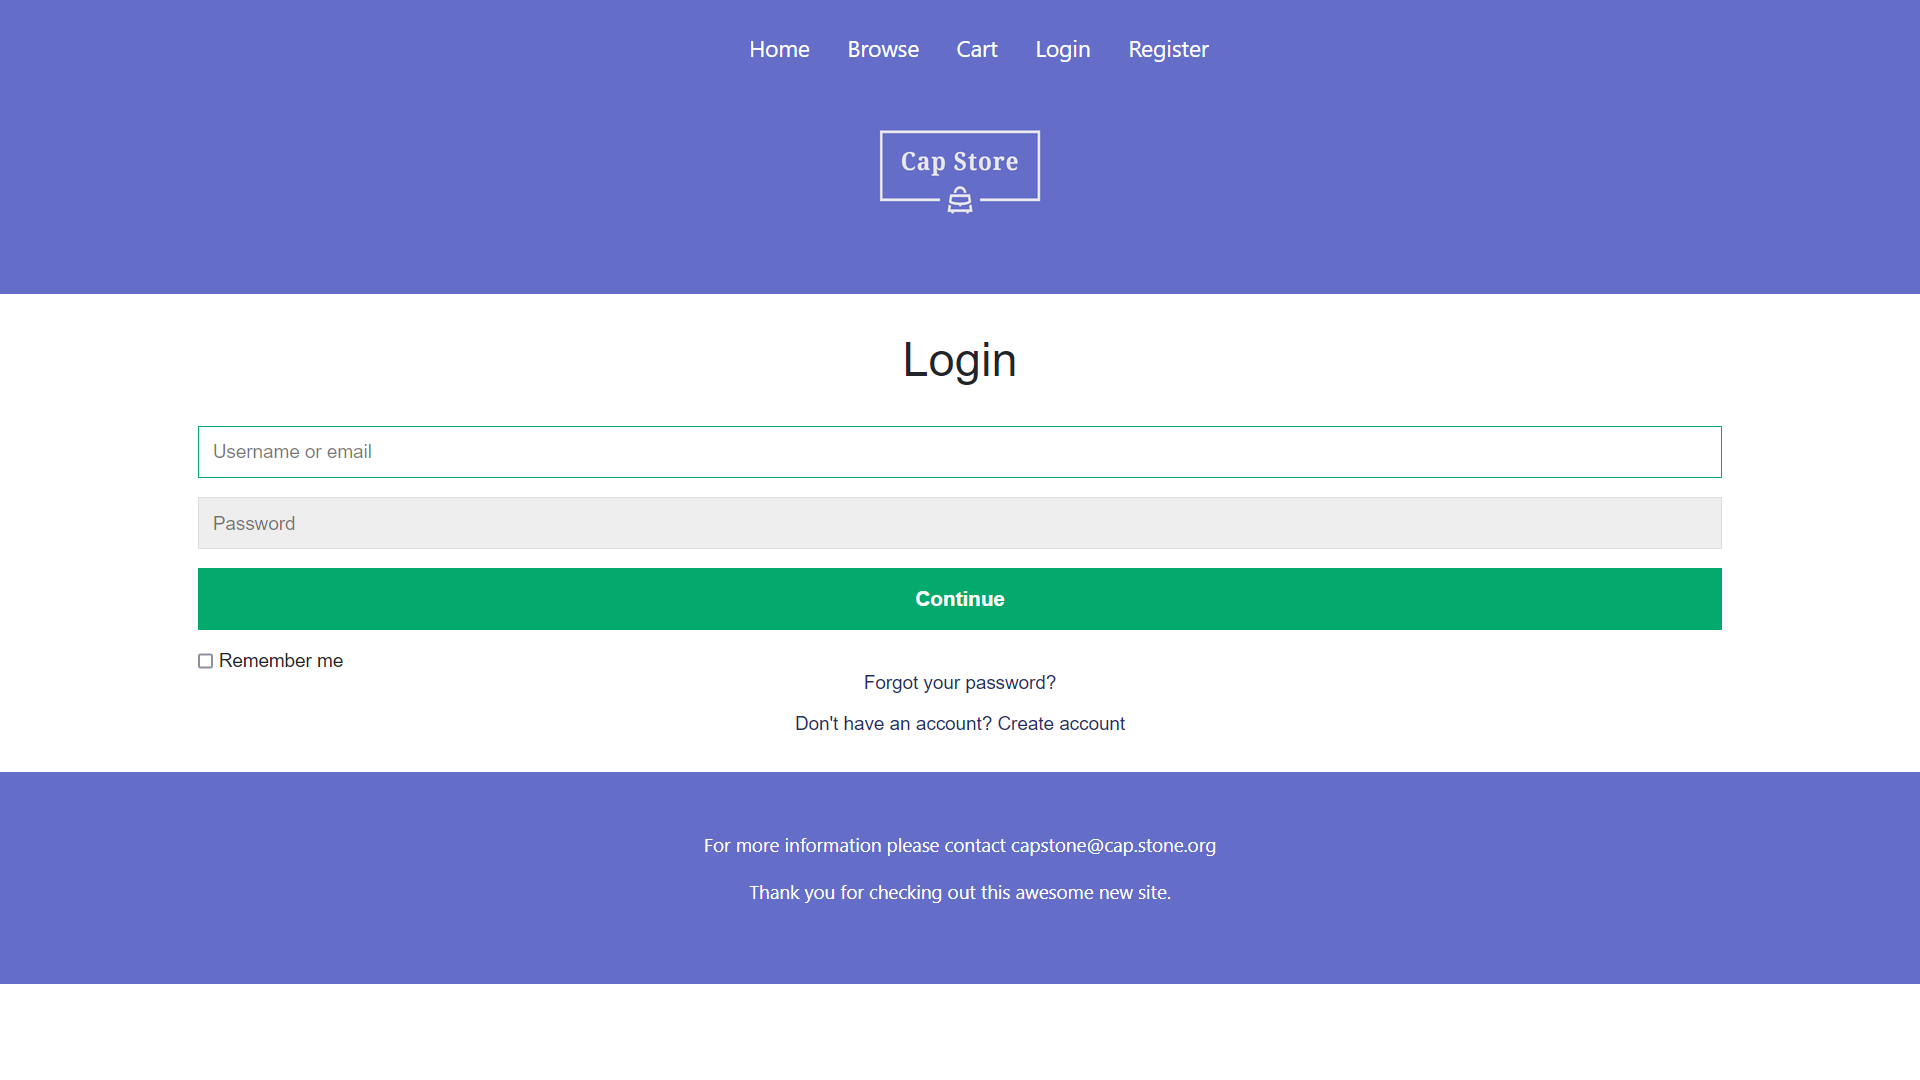 Home Browse Cart Login Register
Cap Store
Login
Username or email
Password
Continue
Remember me
Forgot your password?
Don't have an account? Create account
For more information please contact capstone@cap.stone.org
Thank you for checking out this awesome new site.